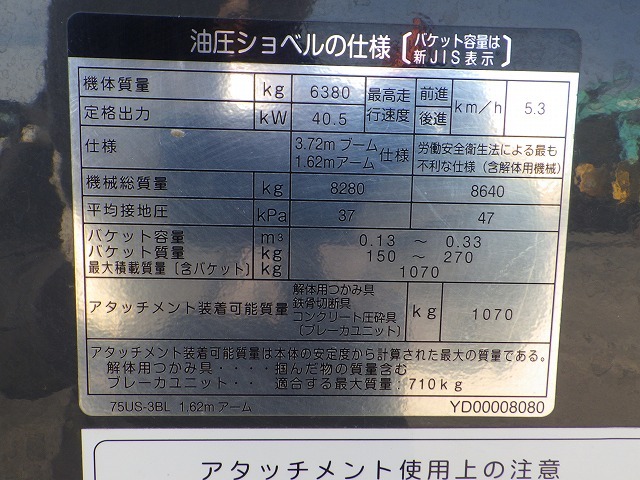 油圧ショベルの仕様〔バケット容量は新JIS表示〕
機体質量 kg 6380 最高走行速度 前進 後進 km/h 5.3
定格出力 kW 40.5
仕様 3.72mブーム 1.62mアーム 仕様 労働安全衛生法による最も不利な仕様(含解体用機械)
機械総質量 kg 8280 8640
平均接地圧 kPa 37 47
バケット容量 m³ 0.13 ～ 0.33
バケット質量 kg 150 ～ 270
最大積載質量〔含バケット〕 kg 1070
アタッチメント装着可能質量 解体用つかみ具 鉄骨切断具 コンクリート圧砕具 (ブレーカユニット) kg 1070
アタッチメント装着可能質量は本体の安定度から計算された最大の質量である。
解体用つかみ具・・・・掴んだ物の質量含む
ブレーカユニット・・・適合する最大質量:710kg
75US-3BL 1.62mアーム YD00008080
アタッチメント使用上の注意